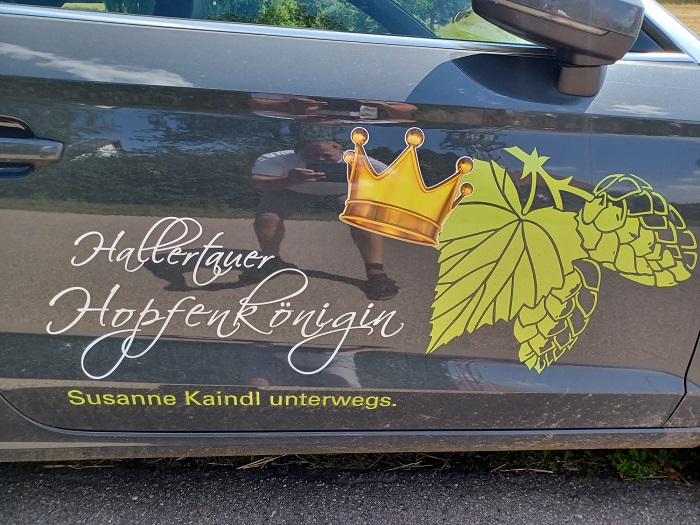 Hallertauer
Hopfenkönigin
Susanne Kaindl unterwegs.